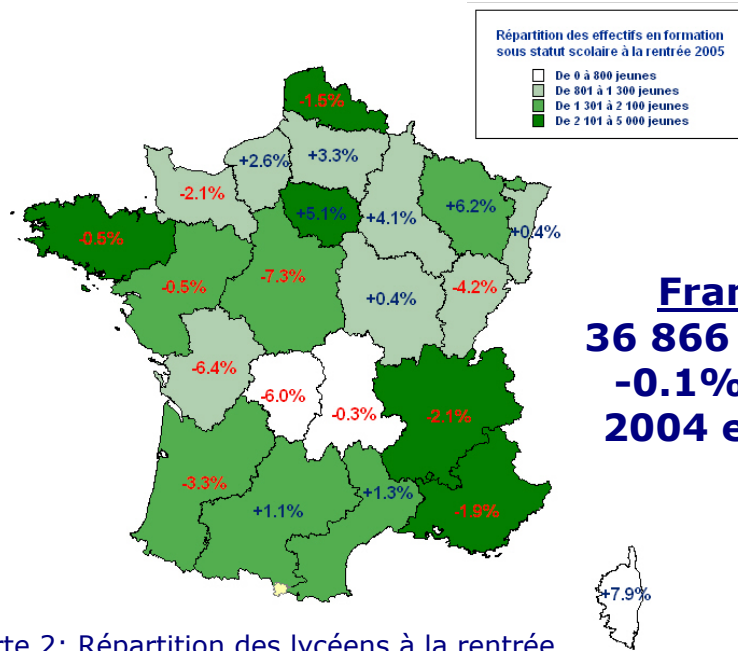 Répartition des effectifs en formation
sous statut scolaire à la rentrée 2005
De 0 à 800 jeunes
De 801 à 1 300 jeunes
De 1 301 à 2 100 jeunes
De 2 101 à 5 000 jeunes
+2.6%
+3.3%
-2.1%
+5.1%
+4.1%
+6.2%
+0.4%
-0.5%
-7.3%
+0.4%
-4.2%
-6.4%
-6.0%
-0.3%
-2.1%
-3.3%
+1.1%
+1.3%
-1.9%
+7.9%
Fran
36 866
-0.1%
2004 e
rte 2: Répartition des lycéens à la rentrée